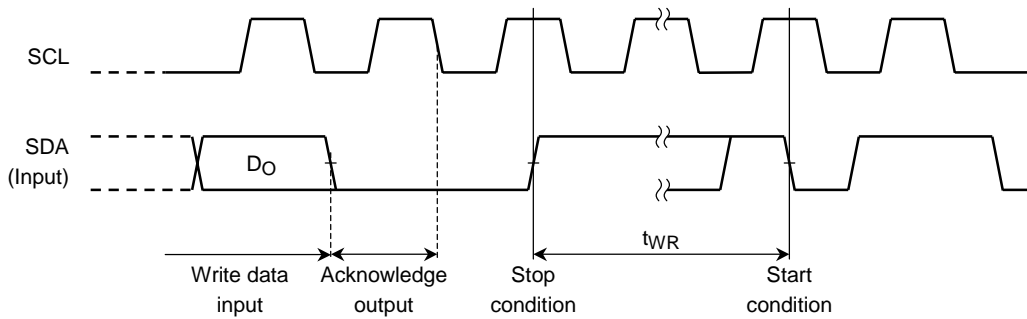 SCL
SDA
(Input)
DO
tWR
Write data
input
Acknowledge
output
Stop
condition
Start
condition